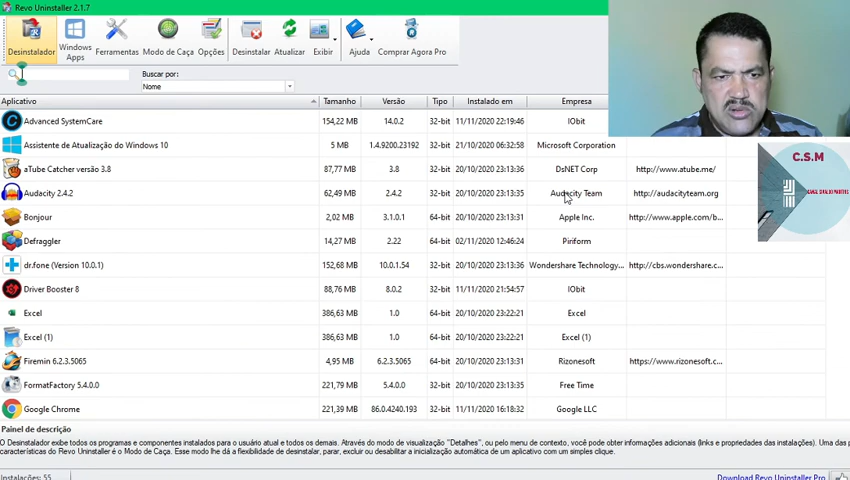 Revo Uninstaller 2.1.7
Desinstalador Windows Apps Ferramentas Modo de Caça Opções Desinstalar Atualizar Exibir Ajuda Comprar Agora Pro
Buscar por:
Nome
Aplicativo Tamanho Versão Tipo Instalado em Empresa
Advanced SystemCare 154,22 MB 14.0.2 32-bit 11/11/2020 22:19:46 IObit
Assistente de Atualização do Windows 10 5 MB 1.4.9200.23192 32-bit 21/10/2020 06:32:58 Microsoft Corporation
aTube Catcher versão 3.8 87,77 MB 3.8 32-bit 20/10/2020 23:13:35 DsNET Corp http://www.atube.me/
Audacity 2.4.2 62,49 MB 2.4.2 32-bit 20/10/2020 23:13:35 Audacity Team http://audacityteam.org
Bonjour 2,02 MB 3.1.0.1 64-bit 20/10/2020 23:13:31 Apple Inc. http://www.apple.com/b...
Defraggler 14,27 MB 2.22 64-bit 02/11/2020 12:46:24 Piriform
dr.fone (Version 10.0.1) 152,68 MB 10.0.1.54 32-bit 20/10/2020 23:13:36 Wondershare Technology... http://cbs.wondershare.c...
Driver Booster 8 88,76 MB 8.0.2 32-bit 11/11/2020 21:54:57 IObit
Excel 386,63 MB 1.0 64-bit 20/10/2020 23:22:21 Excel
Excel (1) 386,63 MB 1.0 64-bit 20/10/2020 23:22:21 Excel (1)
Firemin 6.2.3.5065 4,95 MB 6.2.3.5065 64-bit 20/10/2020 23:13:31 Rizonesoft https://www.rizonesoft.c...
FormatFactory 5.4.0.0 221,79 MB 5.4.0.0 32-bit 20/10/2020 23:13:35 Free Time
Google Chrome 221,39 MB 86.0.4240.193 32-bit 11/11/2020 16:18:32 Google LLC
C.S.M
Painel de descrição
O Desinstalador exibe todos os programas e componentes instalados para o usuário atual e todos os demais. Através do modo de visualização "Detalhes", ou pelo menu de contexto, você pode obter informações adicionais (links e propriedades das instalações). Uma das p
características do Revo Uninstaller é o Modo de Caça. Esse modo lhe dá a flexibilidade de desinstalar, parar, excluir ou desabilitar a inicialização automática de um aplicativo com um simples clique.
Instalações: 55
Download Revo Uninstaller Pro